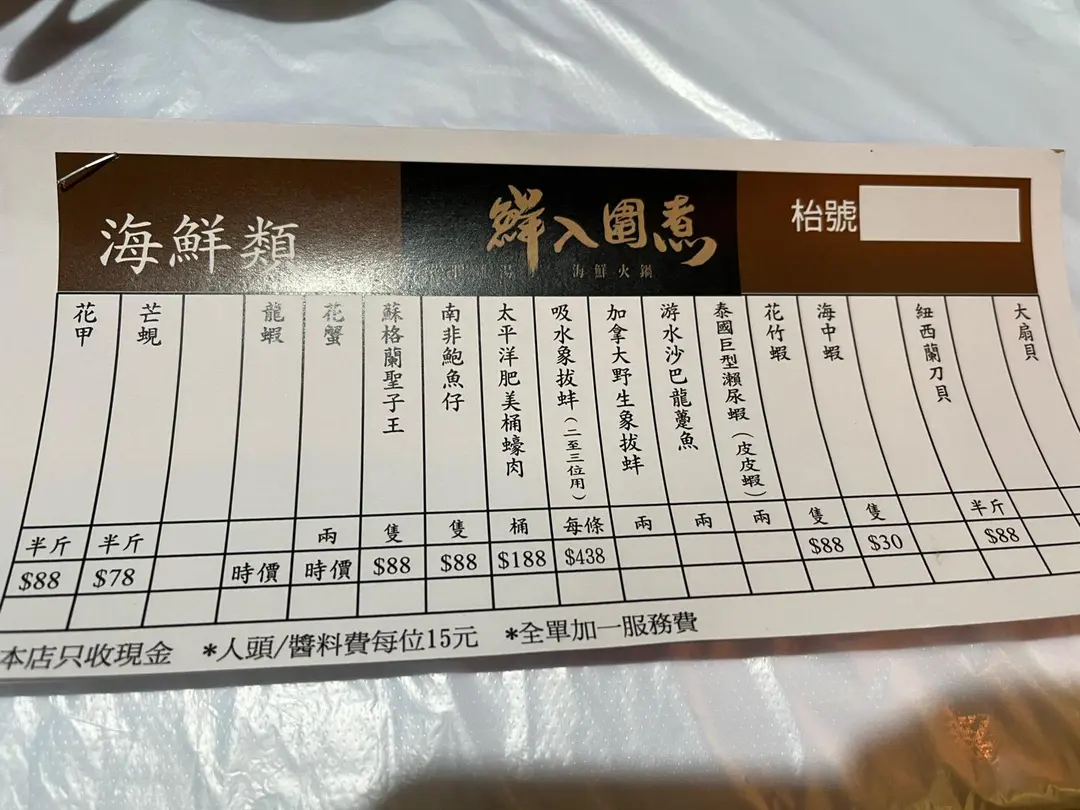 海鮮類
鮮入圍煮
海鮮火鍋
枱號
大扇貝
紐西蘭刀貝 半斤 $88
海中蝦 隻 $30
花竹蝦 隻 $88
泰國巨型瀨尿蝦(皮皮蝦) 兩
游水沙巴龍躉魚 兩
加拿大野生象拔蚌 兩
吸水象拔蚌(二至三位用) 每條 $438
太平洋肥美桶蠔肉 桶 $188
南非鮑魚仔 隻 $88
蘇格蘭聖子王 隻 $88
花蟹 兩 時價
龍蝦 時價
芒蜆 半斤 $78
花甲 半斤 $88
本店只收現金 *人頭/醬料費每位15元 *全單加一服務費